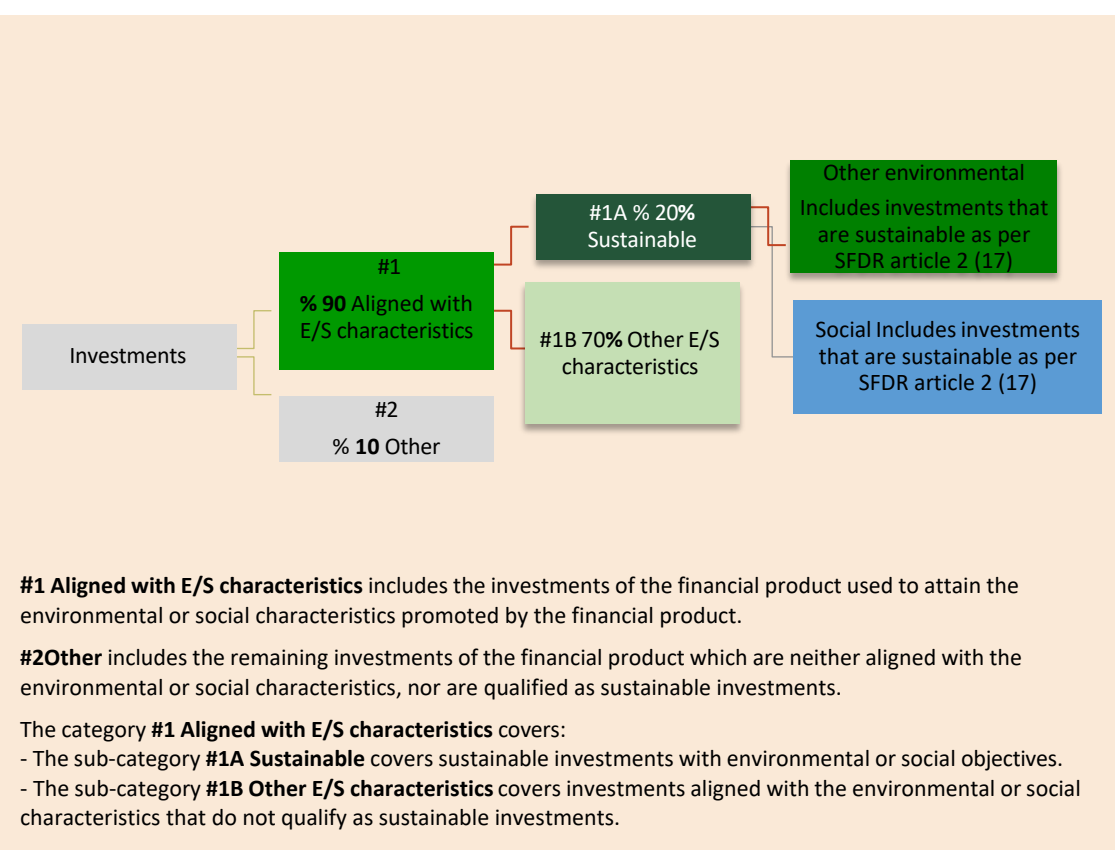 Investments
#1
% 90 Aligned with
E/S characteristics
#2
% 10 Other
#1A % 20% 
Sustainable
#1B 70% Other E/S
characteristics
Other environmental
Includes investments that
are sustainable as per
SFDR article 2 (17)
Social Includes investments
that are sustainable as per
SFDR article 2 (17)
#1 Aligned with E/S characteristics includes the investments of the financial product used to attain the
environmental or social characteristics promoted by the financial product.
#2Other includes the remaining investments of the financial product which are neither aligned with the
environmental or social characteristics, nor are qualified as sustainable investments.
The category #1 Aligned with E/S characteristics covers:
- The sub-category #1A Sustainable covers sustainable investments with environmental or social objectives.
- The sub-category #1B Other E/S characteristics covers investments aligned with the environmental or social
characteristics that do not qualify as sustainable investments.